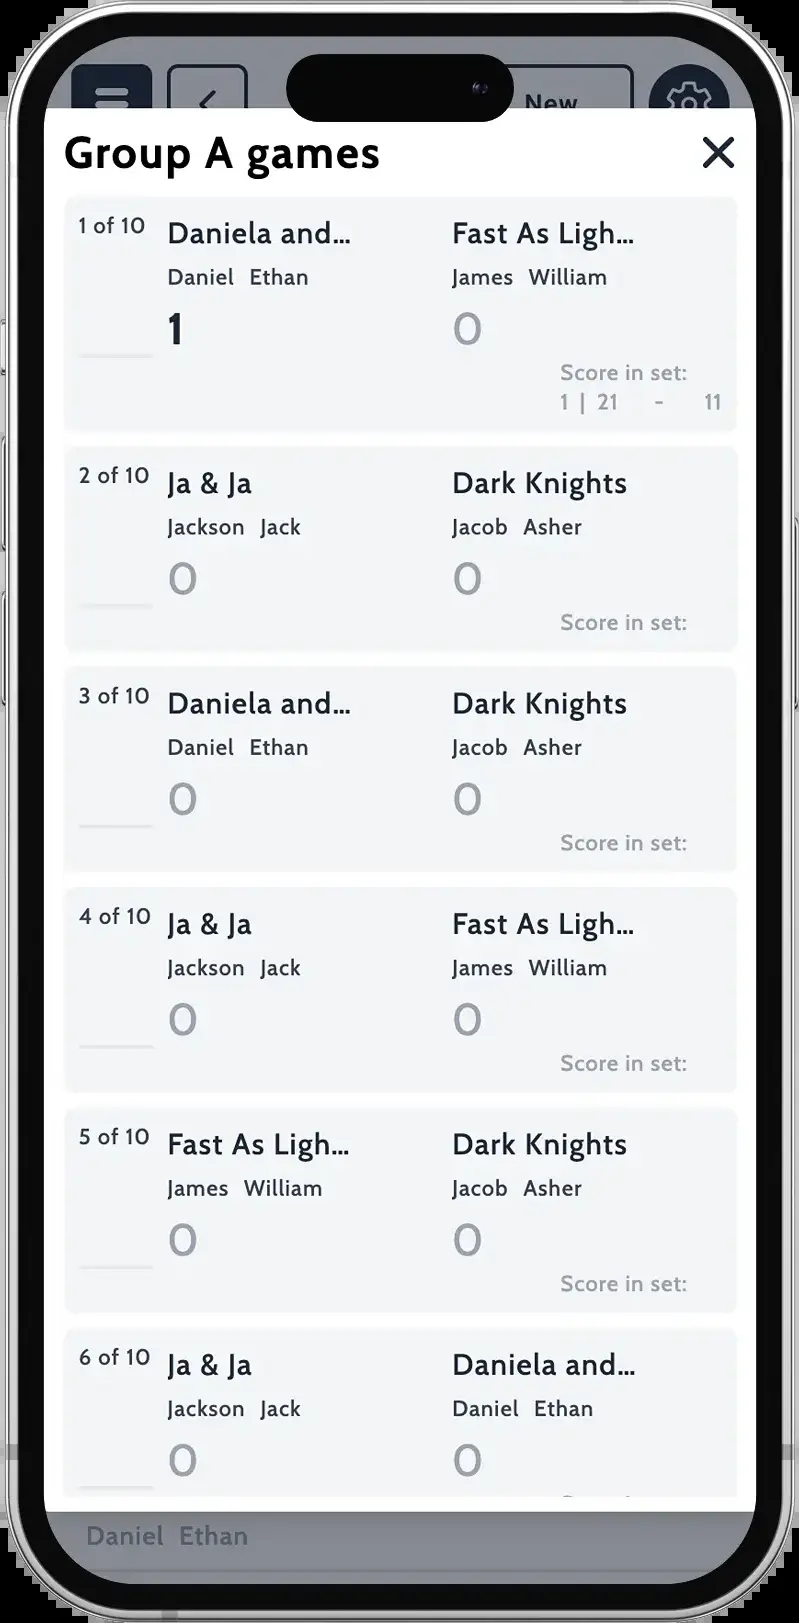 New
Group A games
1 of 10
Daniela and... Fast As Ligh...
Daniel Ethan James William
1 0
Score in set:
1 | 21 - 11
2 of 10
Ja & Ja Dark Knights
Jackson Jack Jacob Asher
0 0
Score in set:
3 of 10
Daniela and... Dark Knights
Daniel Ethan Jacob Asher
0 0
Score in set:
4 of 10
Ja & Ja Fast As Ligh...
Jackson Jack James William
0 0
Score in set:
5 of 10
Fast As Ligh... Dark Knights
James William Jacob Asher
0 0
Score in set:
6 of 10
Ja & Ja Daniela and...
Jackson Jack Daniel Ethan
0 0
Daniel Ethan